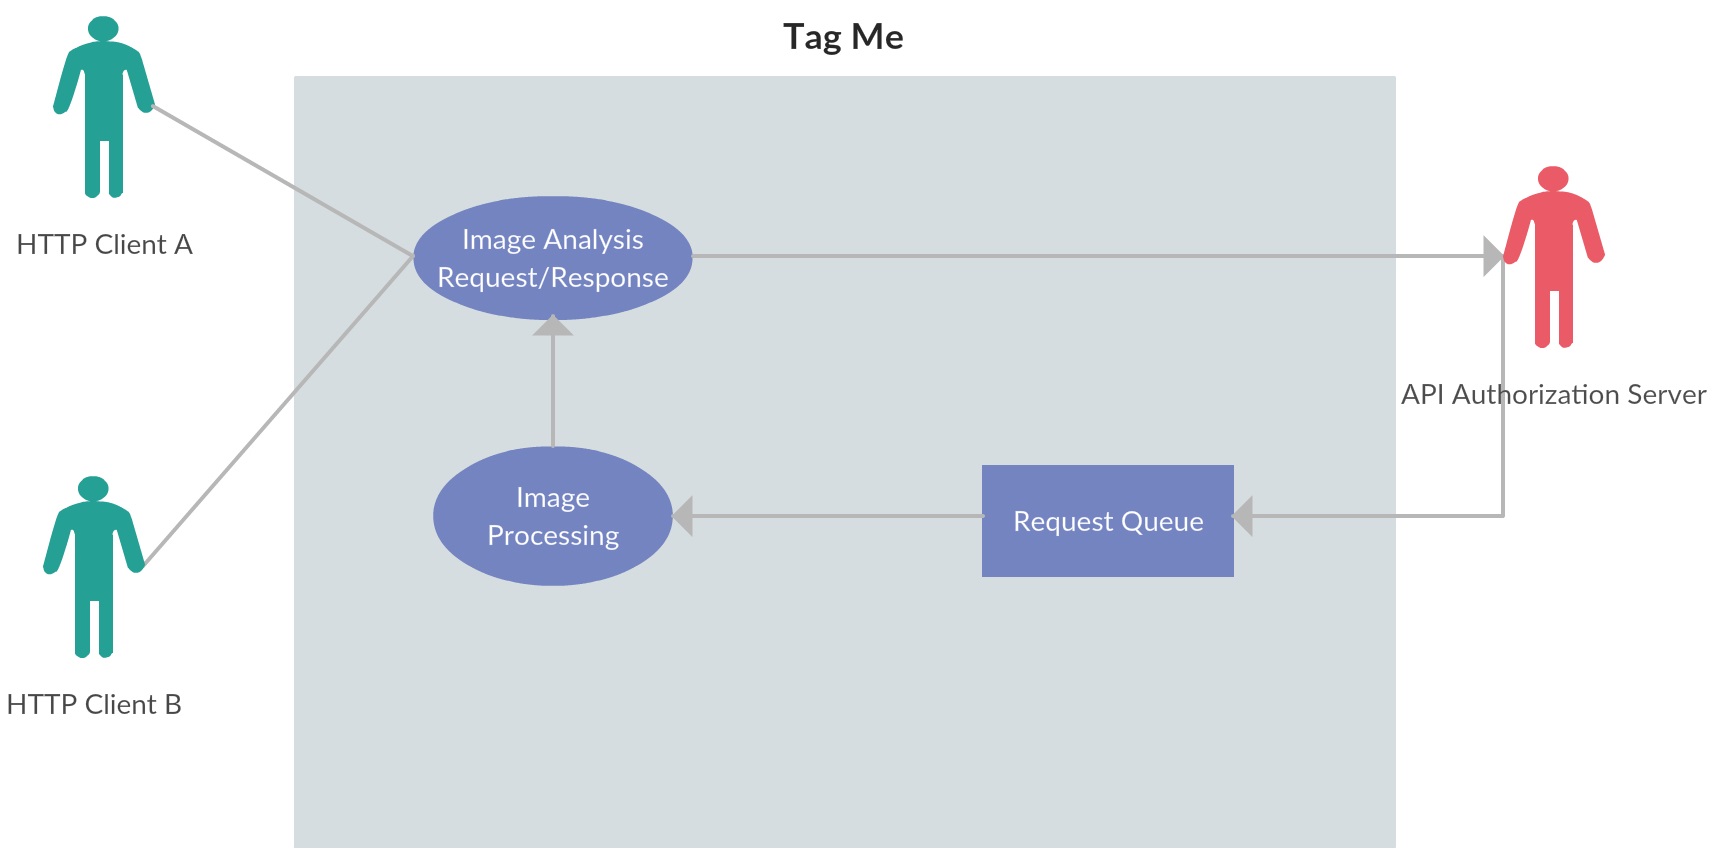 Tag Me
HTTP Client A
Image Analysis
Request/Response
API Authorization Server
Image
Processing
Request Queue
HTTP Client B